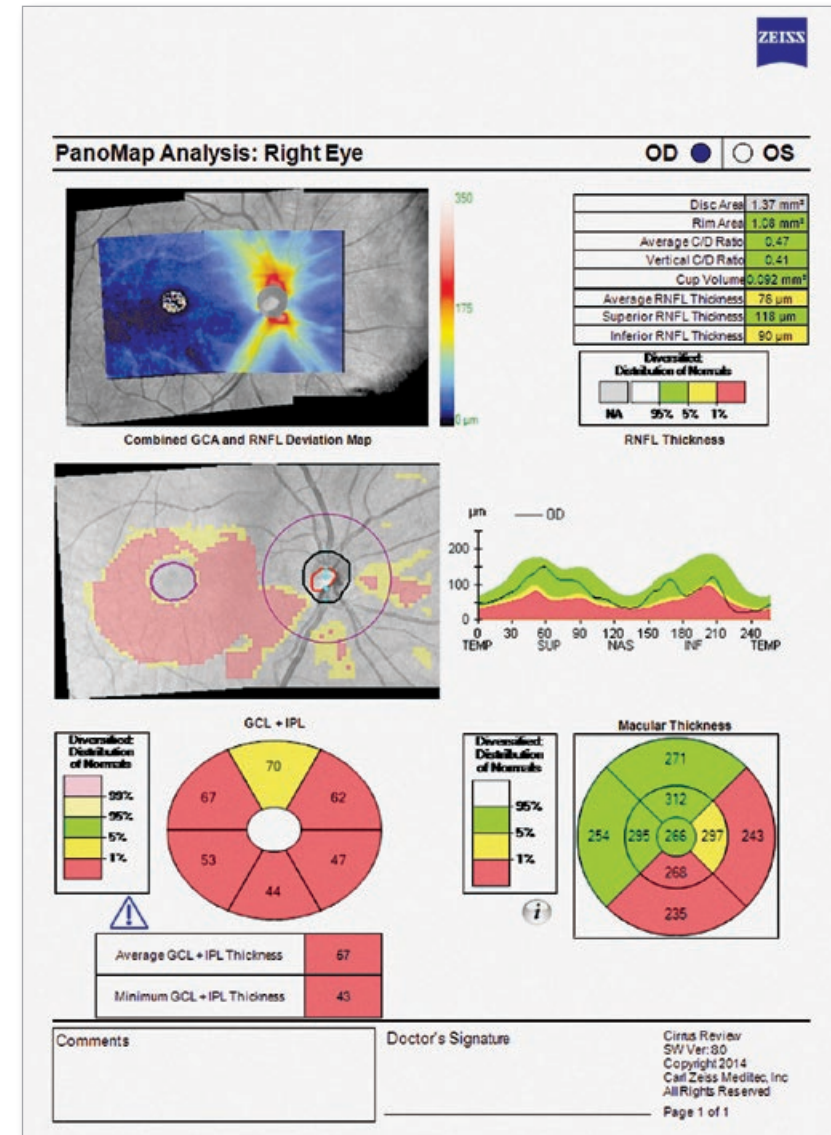 ZEISS
PanoMap Analysis: Right Eye
OD OS
350
175
0 µm
Disc Area 1.37 mm²
Rim Area 1.08 mm²
Average C/D Ratio 0.47
Vertical C/D Ratio 0.41
Cup Volume 0.092 mm³
Average RNFL Thickness 76 µm
Superior RNFL Thickness 118 µm
Inferior RNFL Thickness 90 µm
Diversified:
Distribution of Normals
NA 95% 5% 1%
Combined GCA and RNFL Deviation Map
RNFL Thickness
µm OD
200
100
0
0 30 60 90 120 150 180 210 240
TEMP SUP NAS INF TEMP
GCL + IPL
Diversified:
Distribution
of Normals
99%
95%
5%
1%
70
67
62
53
47
44
Average GCL + IPL Thickness 57
Minimum GCL + IPL Thickness 43
Macular Thickness
Diversified:
Distribution
of Normals
95%
5%
1%
i
271
312
254 295 266 297 243
268
235
Comments
Doctor's Signature
Cirrus Review
SW Ver: 8.0
Copyright 2014
Carl Zeiss Meditec, Inc
All Rights Reserved
Page 1 of 1